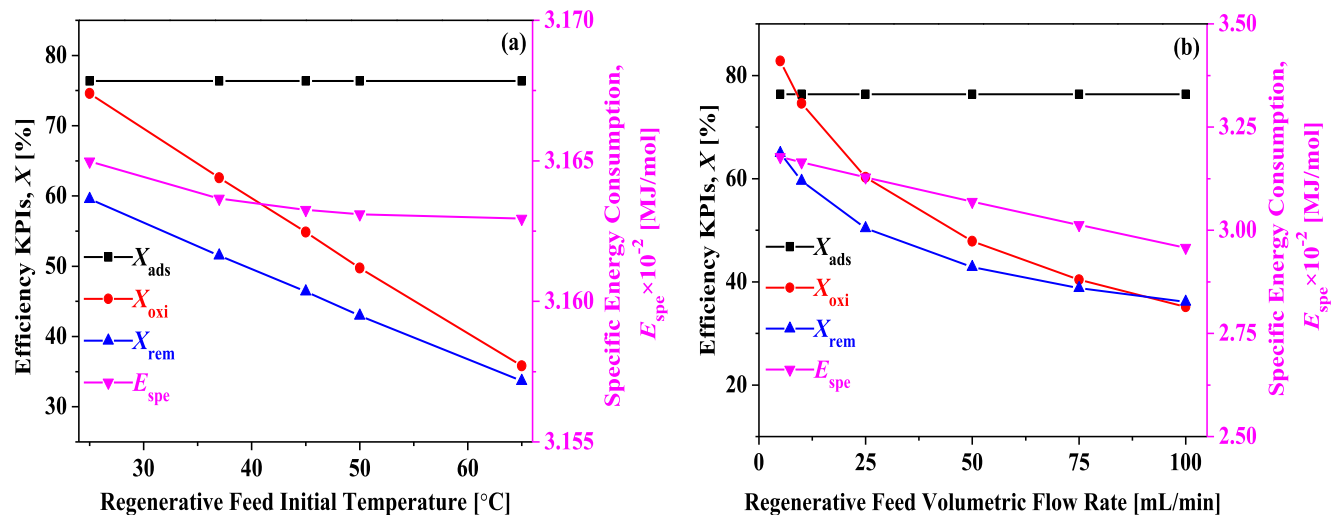 (a)
Efficiency KPIs, X [%]
80
70
60
50
40
30
X_ads
X_oxi
X_rem
E_spe
30
40
50
60
Regenerative Feed Initial Temperature [°C]
3.170
3.165
3.160
3.155
Specific Energy Consumption,
E_spe×10^-2 [MJ/mol]
(b)
Efficiency KPIs, X [%]
80
60
40
20
X_ads
X_oxi
X_rem
E_spe
0
25
50
75
100
Regenerative Feed Volumetric Flow Rate [mL/min]
3.50
3.25
3.00
2.75
2.50
Specific Energy Consumption,
E_spe×10^-2 [MJ/mol]